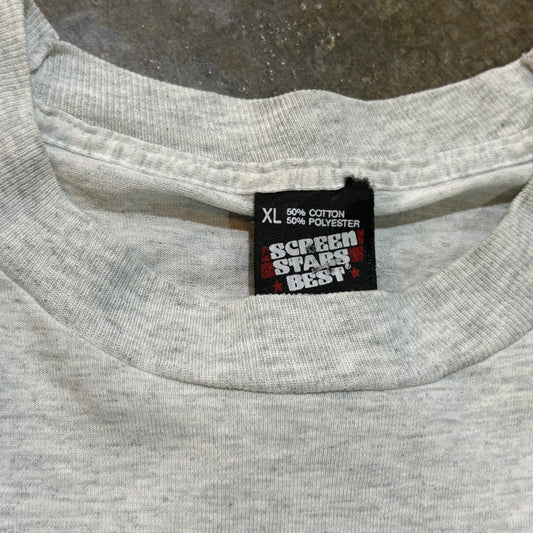 XL 50% COTTON
50% POLYESTER
SCREEN
STARS
BEST®